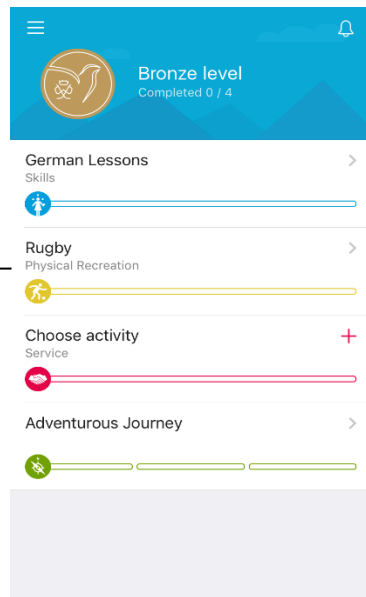 Bronze level
Completed 0 / 4
German Lessons
Skills
Rugby
Physical Recreation
Choose activity
Service
Adventurous Journey